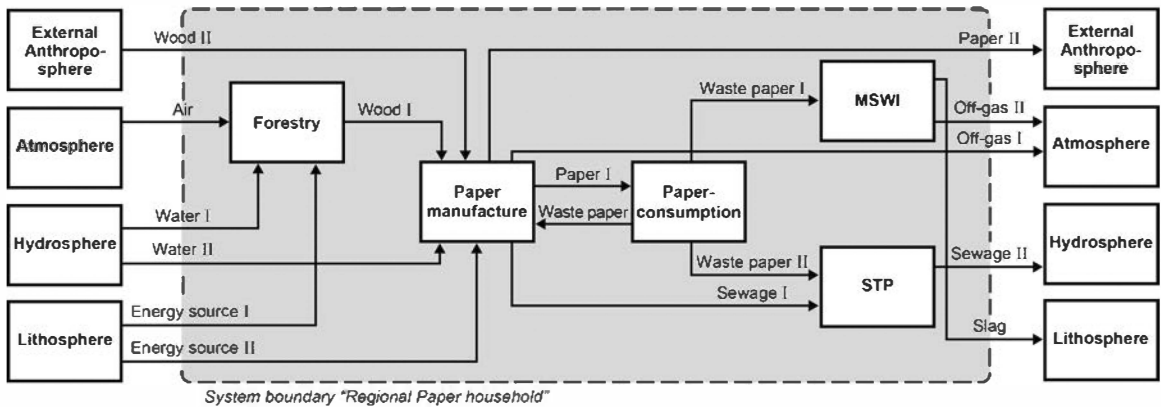 External
Anthropo-
sphere
Wood II
Paper II
External
Anthropo-
sphere
Waste paper I
MSWI
Air
Forestry
Wood I
Off-gas II
Atmosphere
Off-gas I
Atmosphere
Paper
manufacture
Paper I
Waste paper
Paper-
consumption
Water I
Hydrosphere
Water II
Hydrosphere
Waste paper II
STP
Sewage II
Sewage I
Energy source I
Lithosphere
Energy source II
Slag
Lithosphere
System boundary "Regional Paper household"